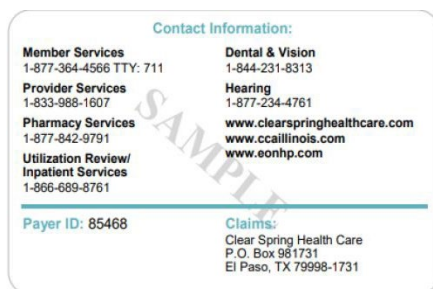 Contact Information:
Member Services
1-877-364-4566 TTY: 711
Provider Services
1-833-988-1607
Pharmacy Services
1-877-842-9791
Utilization Review/
Inpatient Services
1-866-689-8761
Dental & Vision
1-844-231-8313
Hearing
1-877-234-4761
www.clearspringhealthcare.com
www.ccaillinois.com
www.eonhp.com
SAMPLE
Payer ID: 85468
Claims:
Clear Spring Health Care
P.O. Box 981731
El Paso, TX 79998-1731